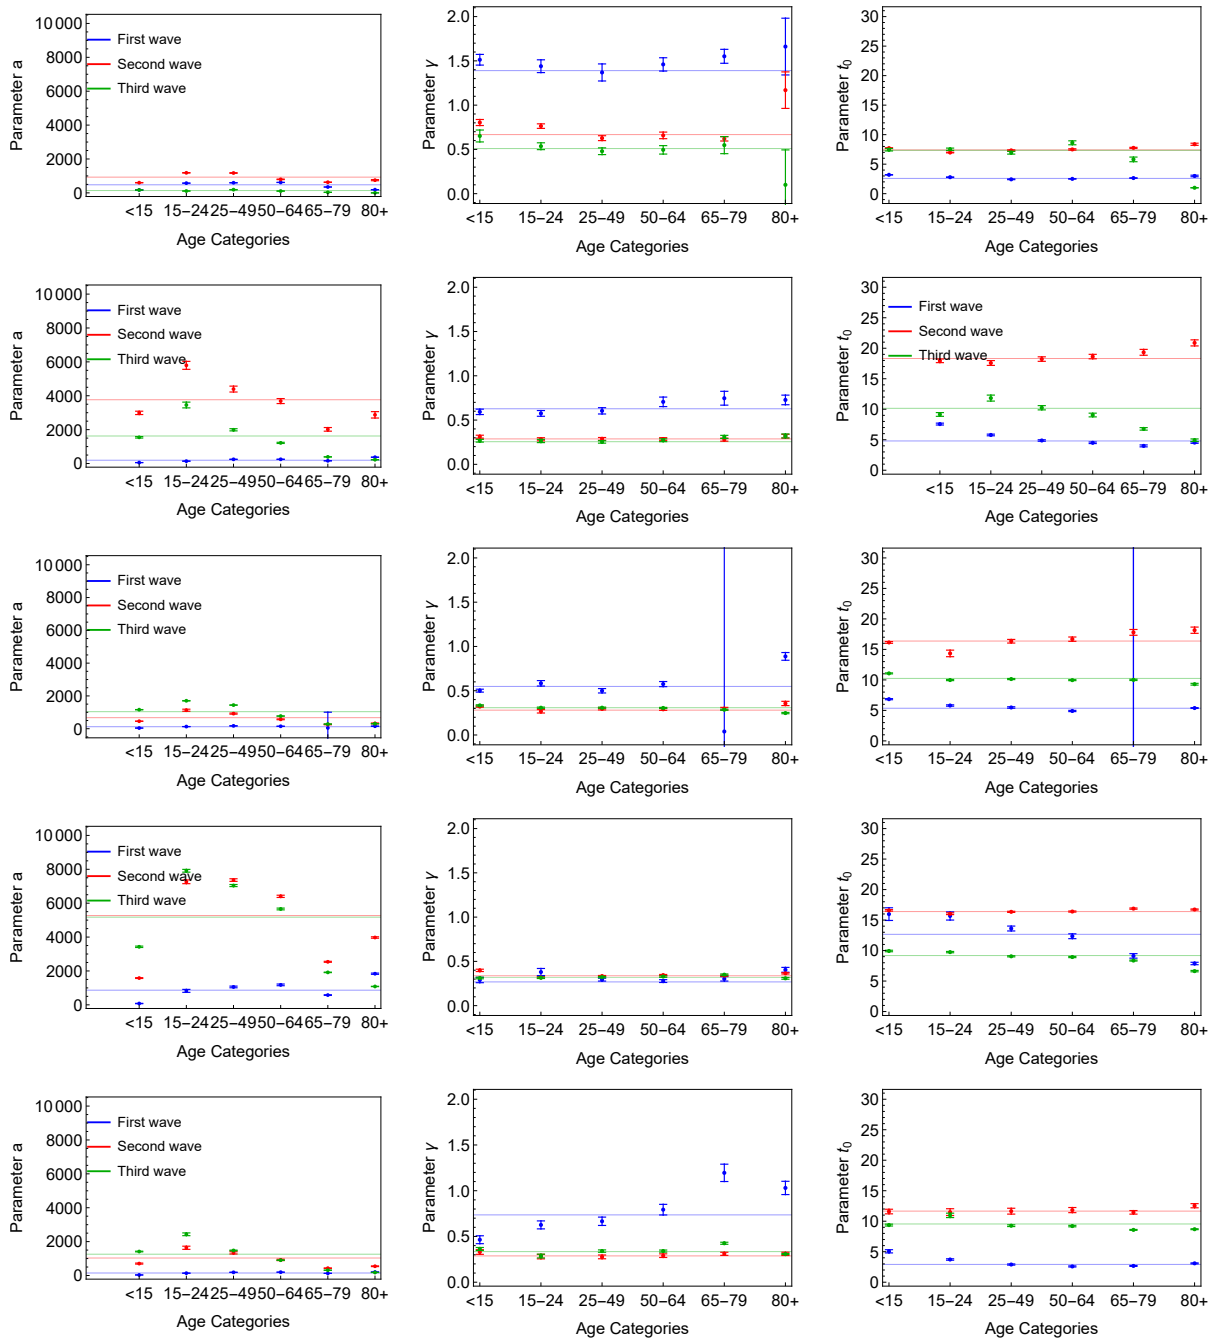 10 000
8000
6000
4000
2000
0
Parameter a
First wave
Second wave
Third wave
<15 15–24 25–49 50–64 65–79 80+
Age Categories
2.0
1.5
1.0
0.5
0.0
Parameter γ
<15 15–24 25–49 50–64 65–79 80+
Age Categories
30
25
20
15
10
5
0
Parameter t0
<15 15–24 25–49 50–64 65–79 80+
Age Categories
10 000
8000
6000
4000
2000
0
Parameter a
First wave
Second wave
Third wave
<15 15–24 25–49 50–64 65–79 80+
Age Categories
2.0
1.5
1.0
0.5
0.0
Parameter γ
<15 15–24 25–49 50–64 65–79 80+
Age Categories
30
25
20
15
10
5
0
Parameter t0
First wave
Second wave
Third wave
<15 15–24 25–49 50–64 65–79 80+
Age Categories
10 000
8000
6000
4000
2000
0
Parameter a
First wave
Second wave
Third wave
<15 15–24 25–49 50–64 65–79 80+
Age Categories
2.0
1.5
1.0
0.5
0.0
Parameter γ
<15 15–24 25–49 50–64 65–79 80+
Age Categories
30
25
20
15
10
5
0
Parameter t0
<15 15–24 25–49 50–64 65–79 80+
Age Categories
10 000
8000
6000
4000
2000
0
Parameter a
First wave
Second wave
Third wave
<15 15–24 25–49 50–64 65–79 80+
Age Categories
2.0
1.5
1.0
0.5
0.0
Parameter γ
<15 15–24 25–49 50–64 65–79 80+
Age Categories
30
25
20
15
10
5
0
Parameter t0
<15 15–24 25–49 50–64 65–79 80+
Age Categories
10 000
8000
6000
4000
2000
0
Parameter a
First wave
Second wave
Third wave
<15 15–24 25–49 50–64 65–79 80+
Age Categories
2.0
1.5
1.0
0.5
0.0
Parameter γ
<15 15–24 25–49 50–64 65–79 80+
Age Categories
30
25
20
15
10
5
0
Parameter t0
<15 15–24 25–49 50–64 65–79 80+
Age Categories